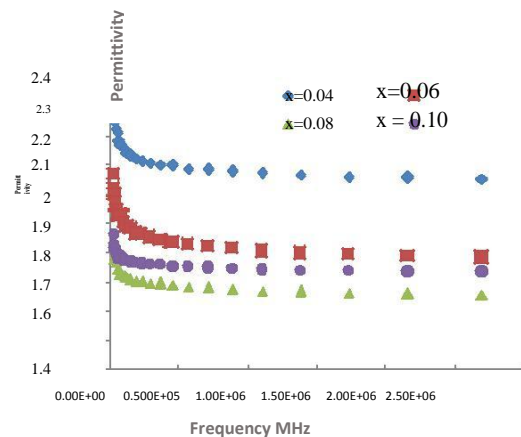 Permittivity
2.4
2.3
2.2
2.1
2
1.9
1.8
1.7
1.6
1.4
Permitt
ivity
x=0.04
x=0.06
x=0.08
x = 0.10
0.00E+00 0.500E+05 1.00E+06 1.50E+06 2.00E+06 2.50E+06
Frequency MHz